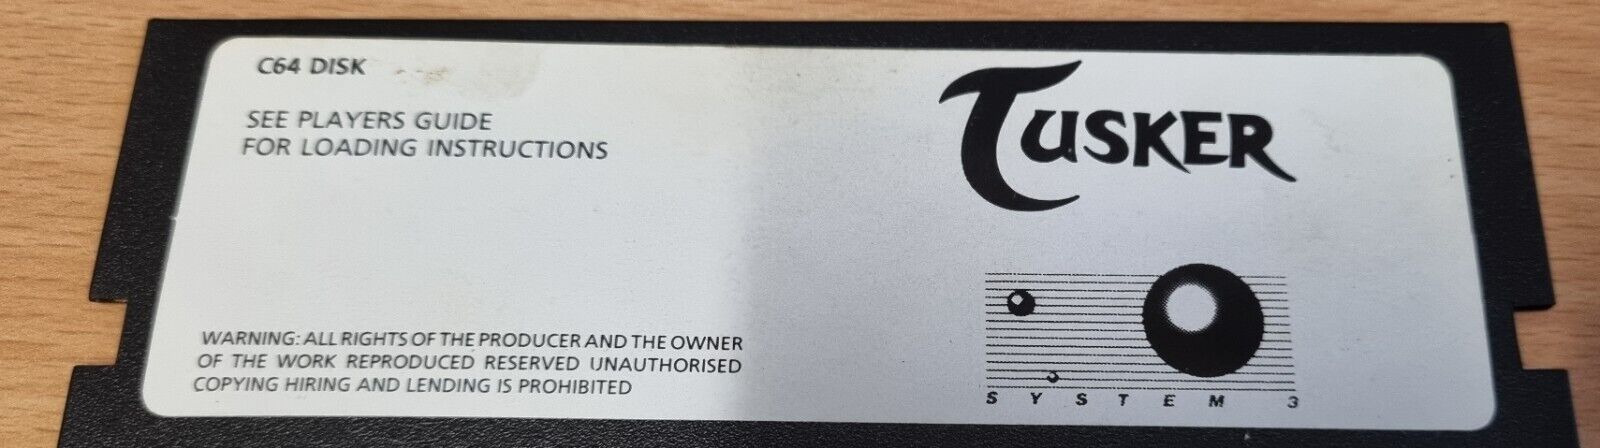 C64 DISK
SEE PLAYERS GUIDE
FOR LOADING INSTRUCTIONS
TUSKER
WARNING: ALL RIGHTS OF THE PRODUCER AND THE OWNER
OF THE WORK REPRODUCED RESERVED UNAUTHORISED
COPYING HIRING AND LENDING IS PROHIBITED
SYSTEM 3